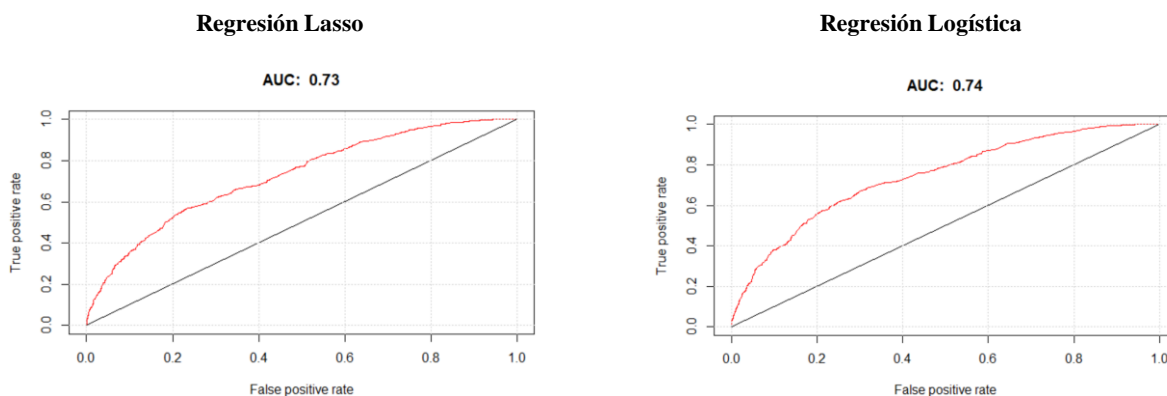 Regresión Lasso
AUC: 0.73
True positive rate
1.0
0.8
0.6
0.4
0.2
0.0
0.0 0.2 0.4 0.6 0.8 1.0
False positive rate
Regresión Logística
AUC: 0.74
True positive rate
1.0
0.8
0.6
0.4
0.2
0.0
0.0 0.2 0.4 0.6 0.8 1.0
False positive rate